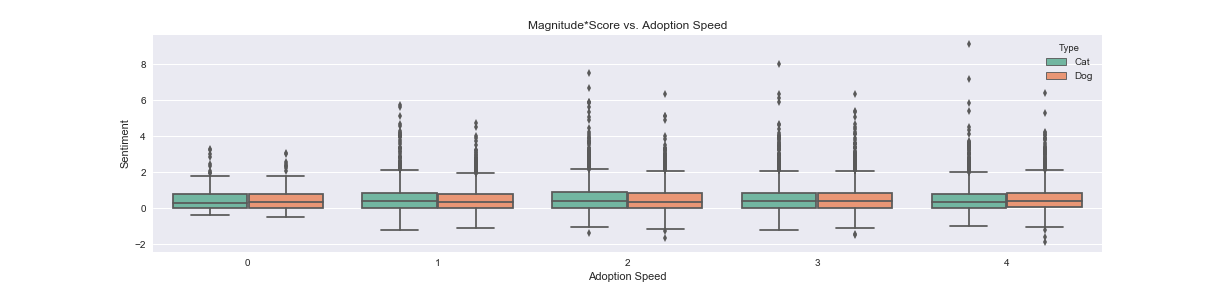 Magnitude*Score vs. Adoption Speed
Type
Cat
Dog
Sentiment
8
6
4
2
0
−2
0 1 2 3 4
Adoption Speed